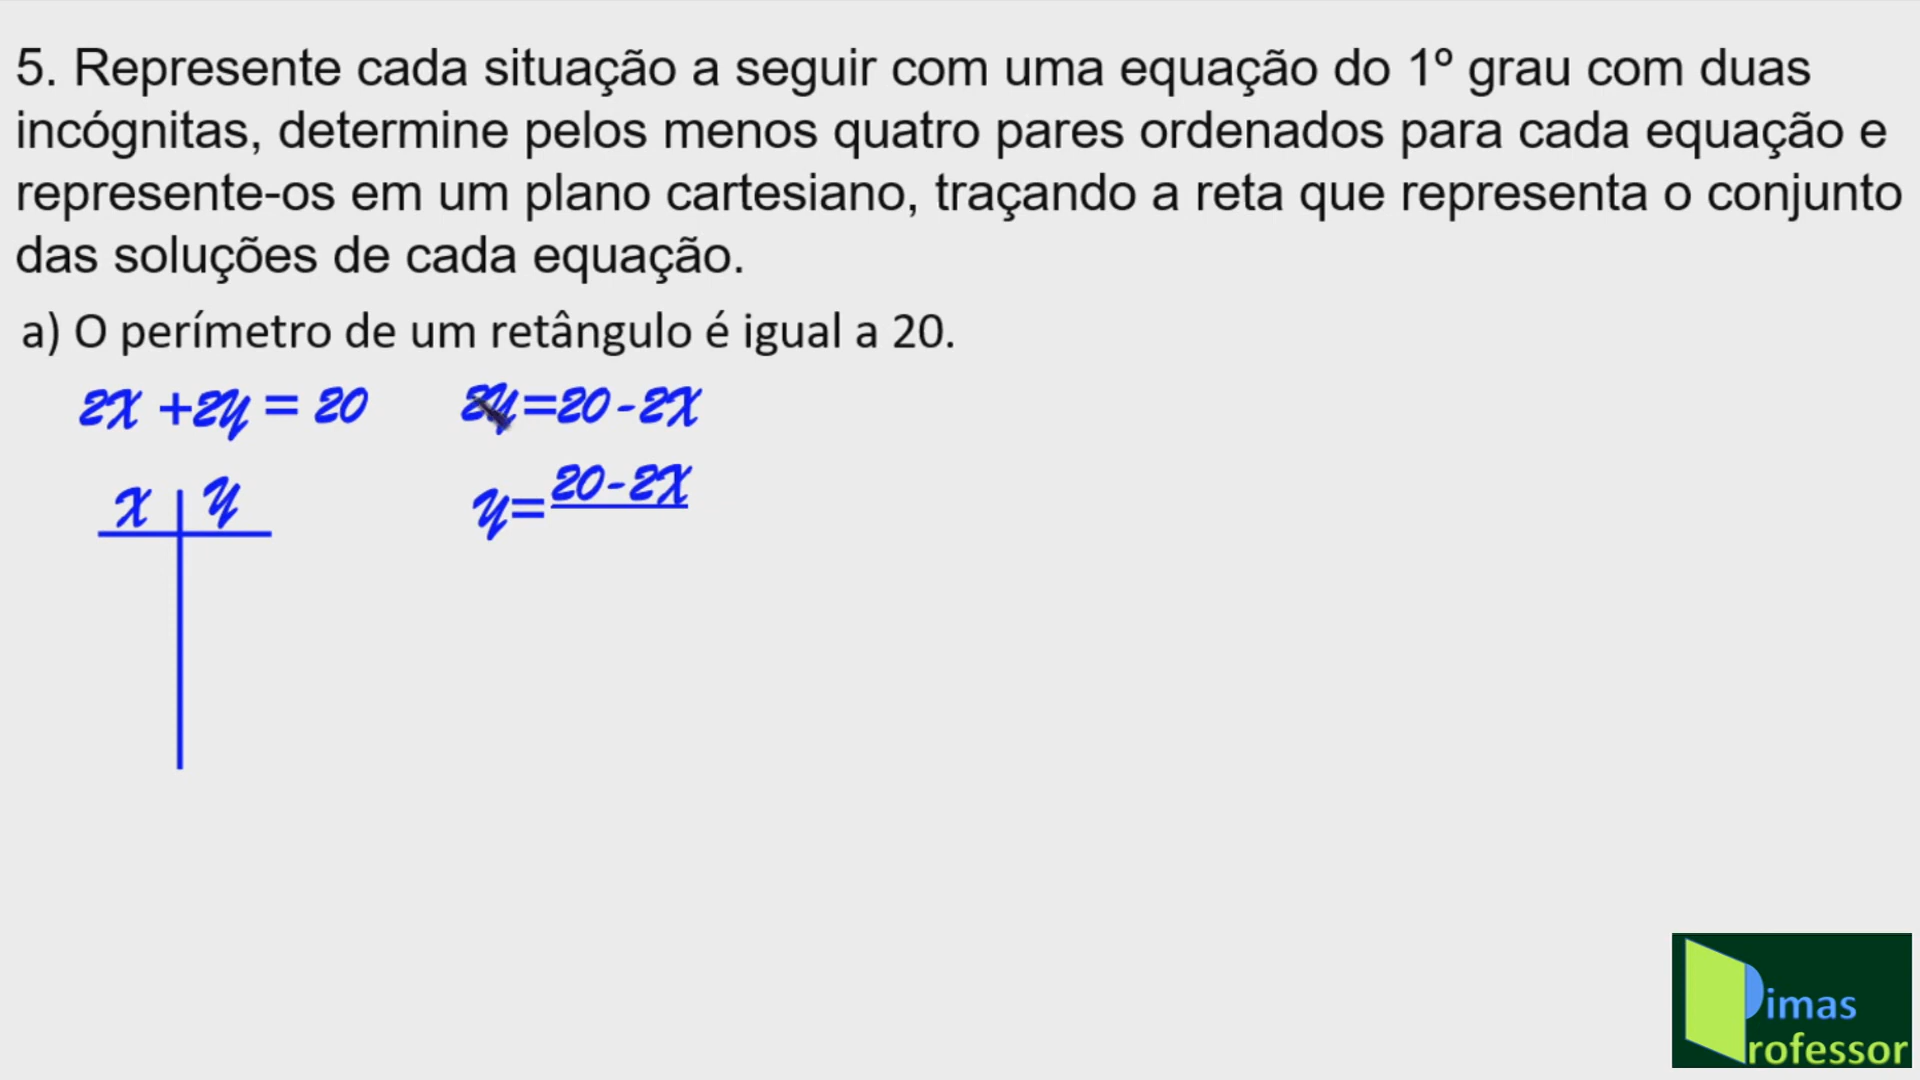 5. Represente cada situação a seguir com uma equação do 1º grau com duas
incógnitas, determine pelos menos quatro pares ordenados para cada equação e
represente-os em um plano cartesiano, traçando a reta que representa o conjunto
das soluções de cada equação.
a) O perímetro de um retângulo é igual a 20.
2X +2y = 20
2y=20-2X
X y
y=
20-2X
Dimas
Professor